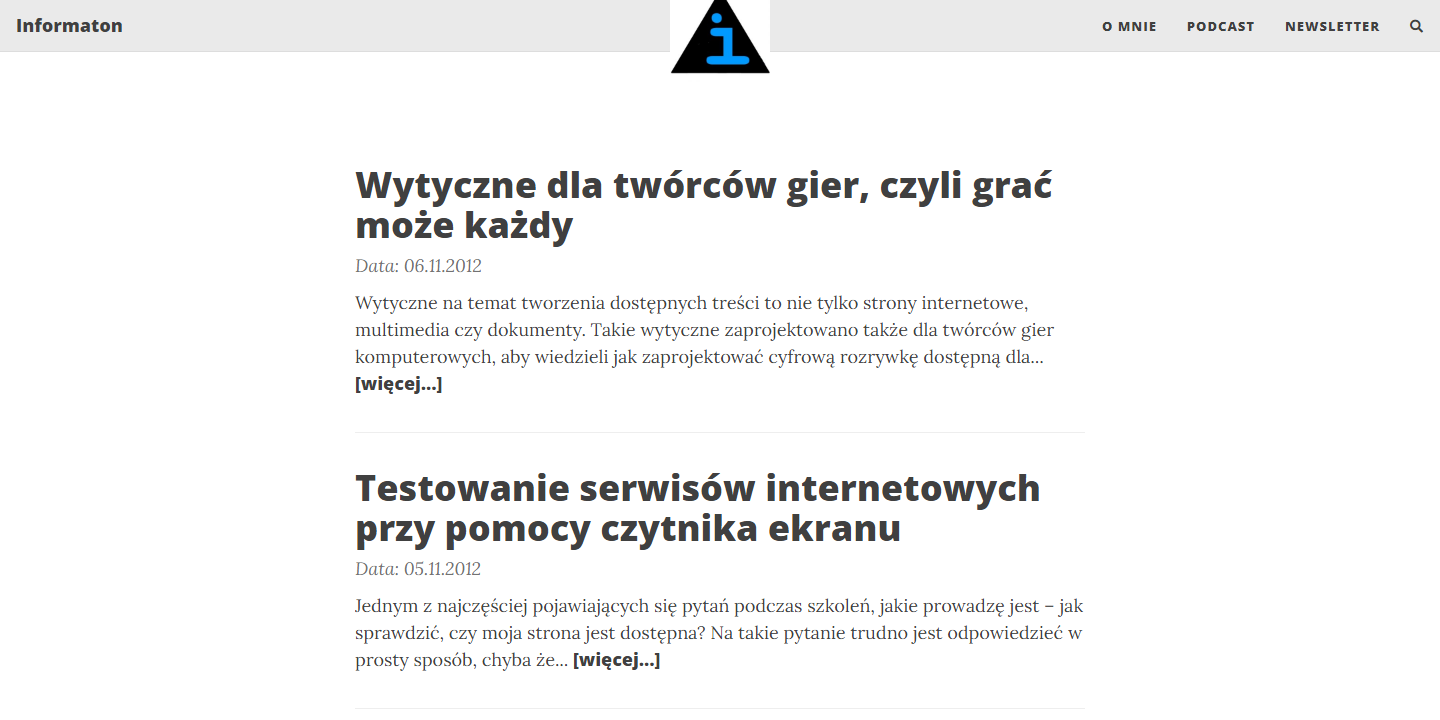 Informaton
i
O MNIE
PODCAST
NEWSLETTER
Wytyczne dla twórców gier, czyli grać
może każdy
Data: 06.11.2012
Wytyczne na temat tworzenia dostępnych treści to nie tylko strony internetowe,
multimedia czy dokumenty. Takie wytyczne zaprojektowano także dla twórców gier
komputerowych, aby wiedzieli jak zaprojektować cyfrową rozrywkę dostępną dla...
[więcej...]
Testowanie serwisów internetowych
przy pomocy czytnika ekranu
Data: 05.11.2012
Jednym z najczęściej pojawiających się pytań podczas szkoleń, jakie prowadzę jest – jak
sprawdzić, czy moja strona jest dostępna? Na takie pytanie trudno jest odpowiedzieć w
prosty sposób, chyba że... [więcej...]